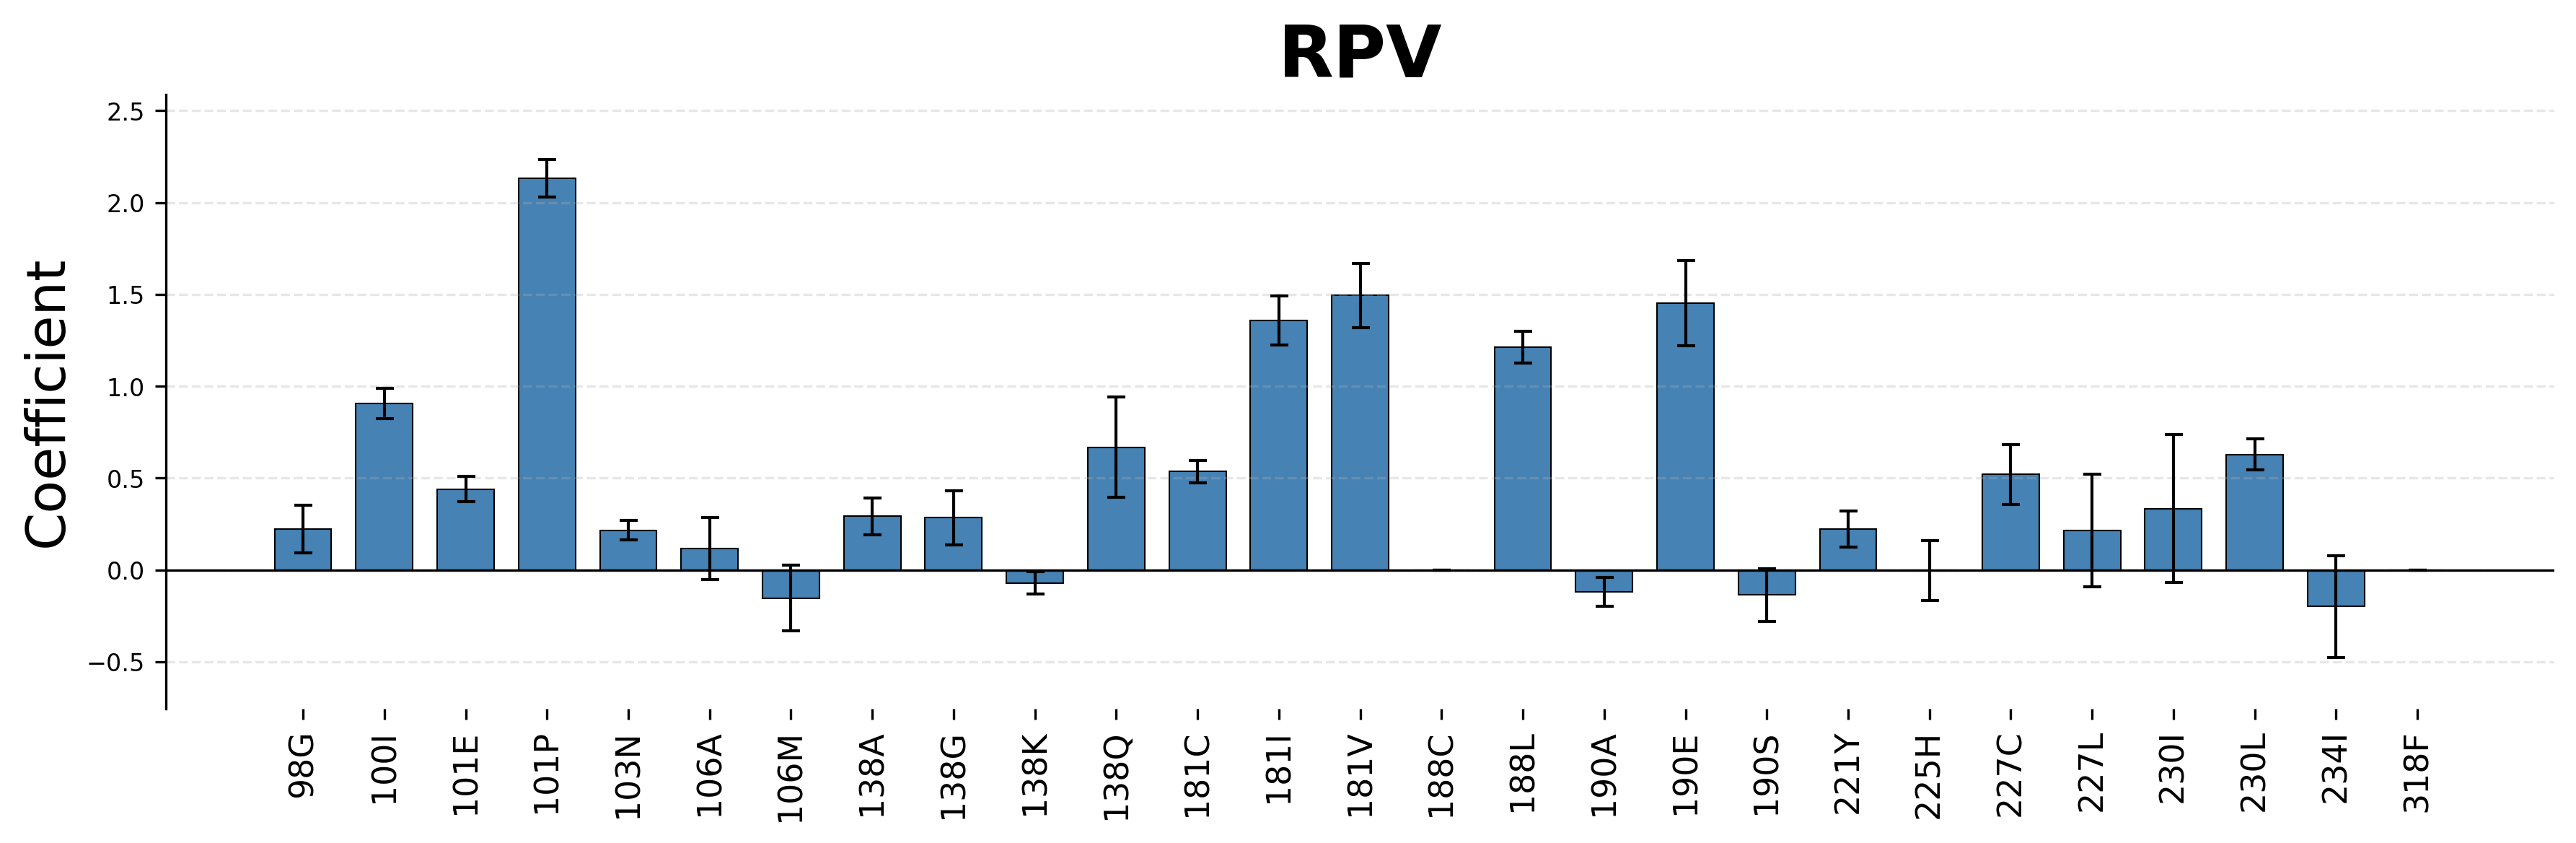 RPV
Coefficient
2.5
2.0
1.5
1.0
0.5
0.0
−0.5
98G
100I
101E
101P
103N
106A
106M
138A
138G
138K
138Q
181C
181I
181V
188C
188L
190A
190E
190S
221Y
225H
227C
227L
230I
230L
234I
318F